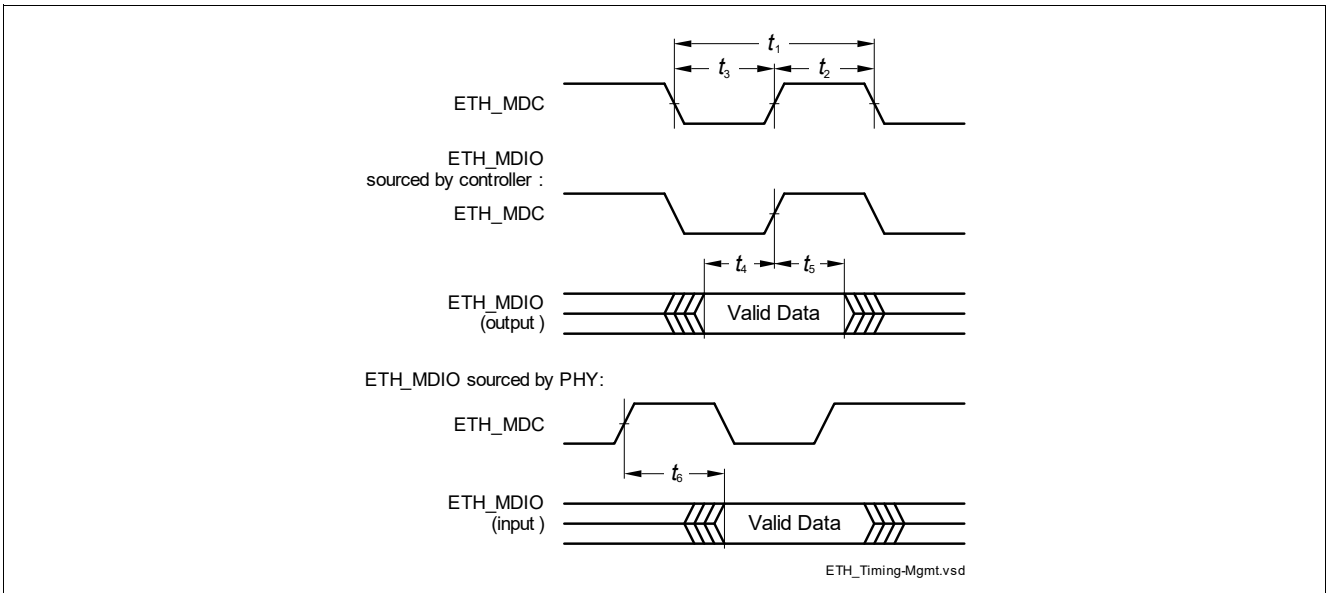 t1
t3
t2
ETH_MDC
ETH_MDIO
sourced by controller :
ETH_MDC
t4
t5
ETH_MDIO
(output )
Valid Data
ETH_MDIO sourced by PHY:
ETH_MDC
t6
ETH_MDIO
(input )
Valid Data
ETH_Timing-Mgmt.vsd